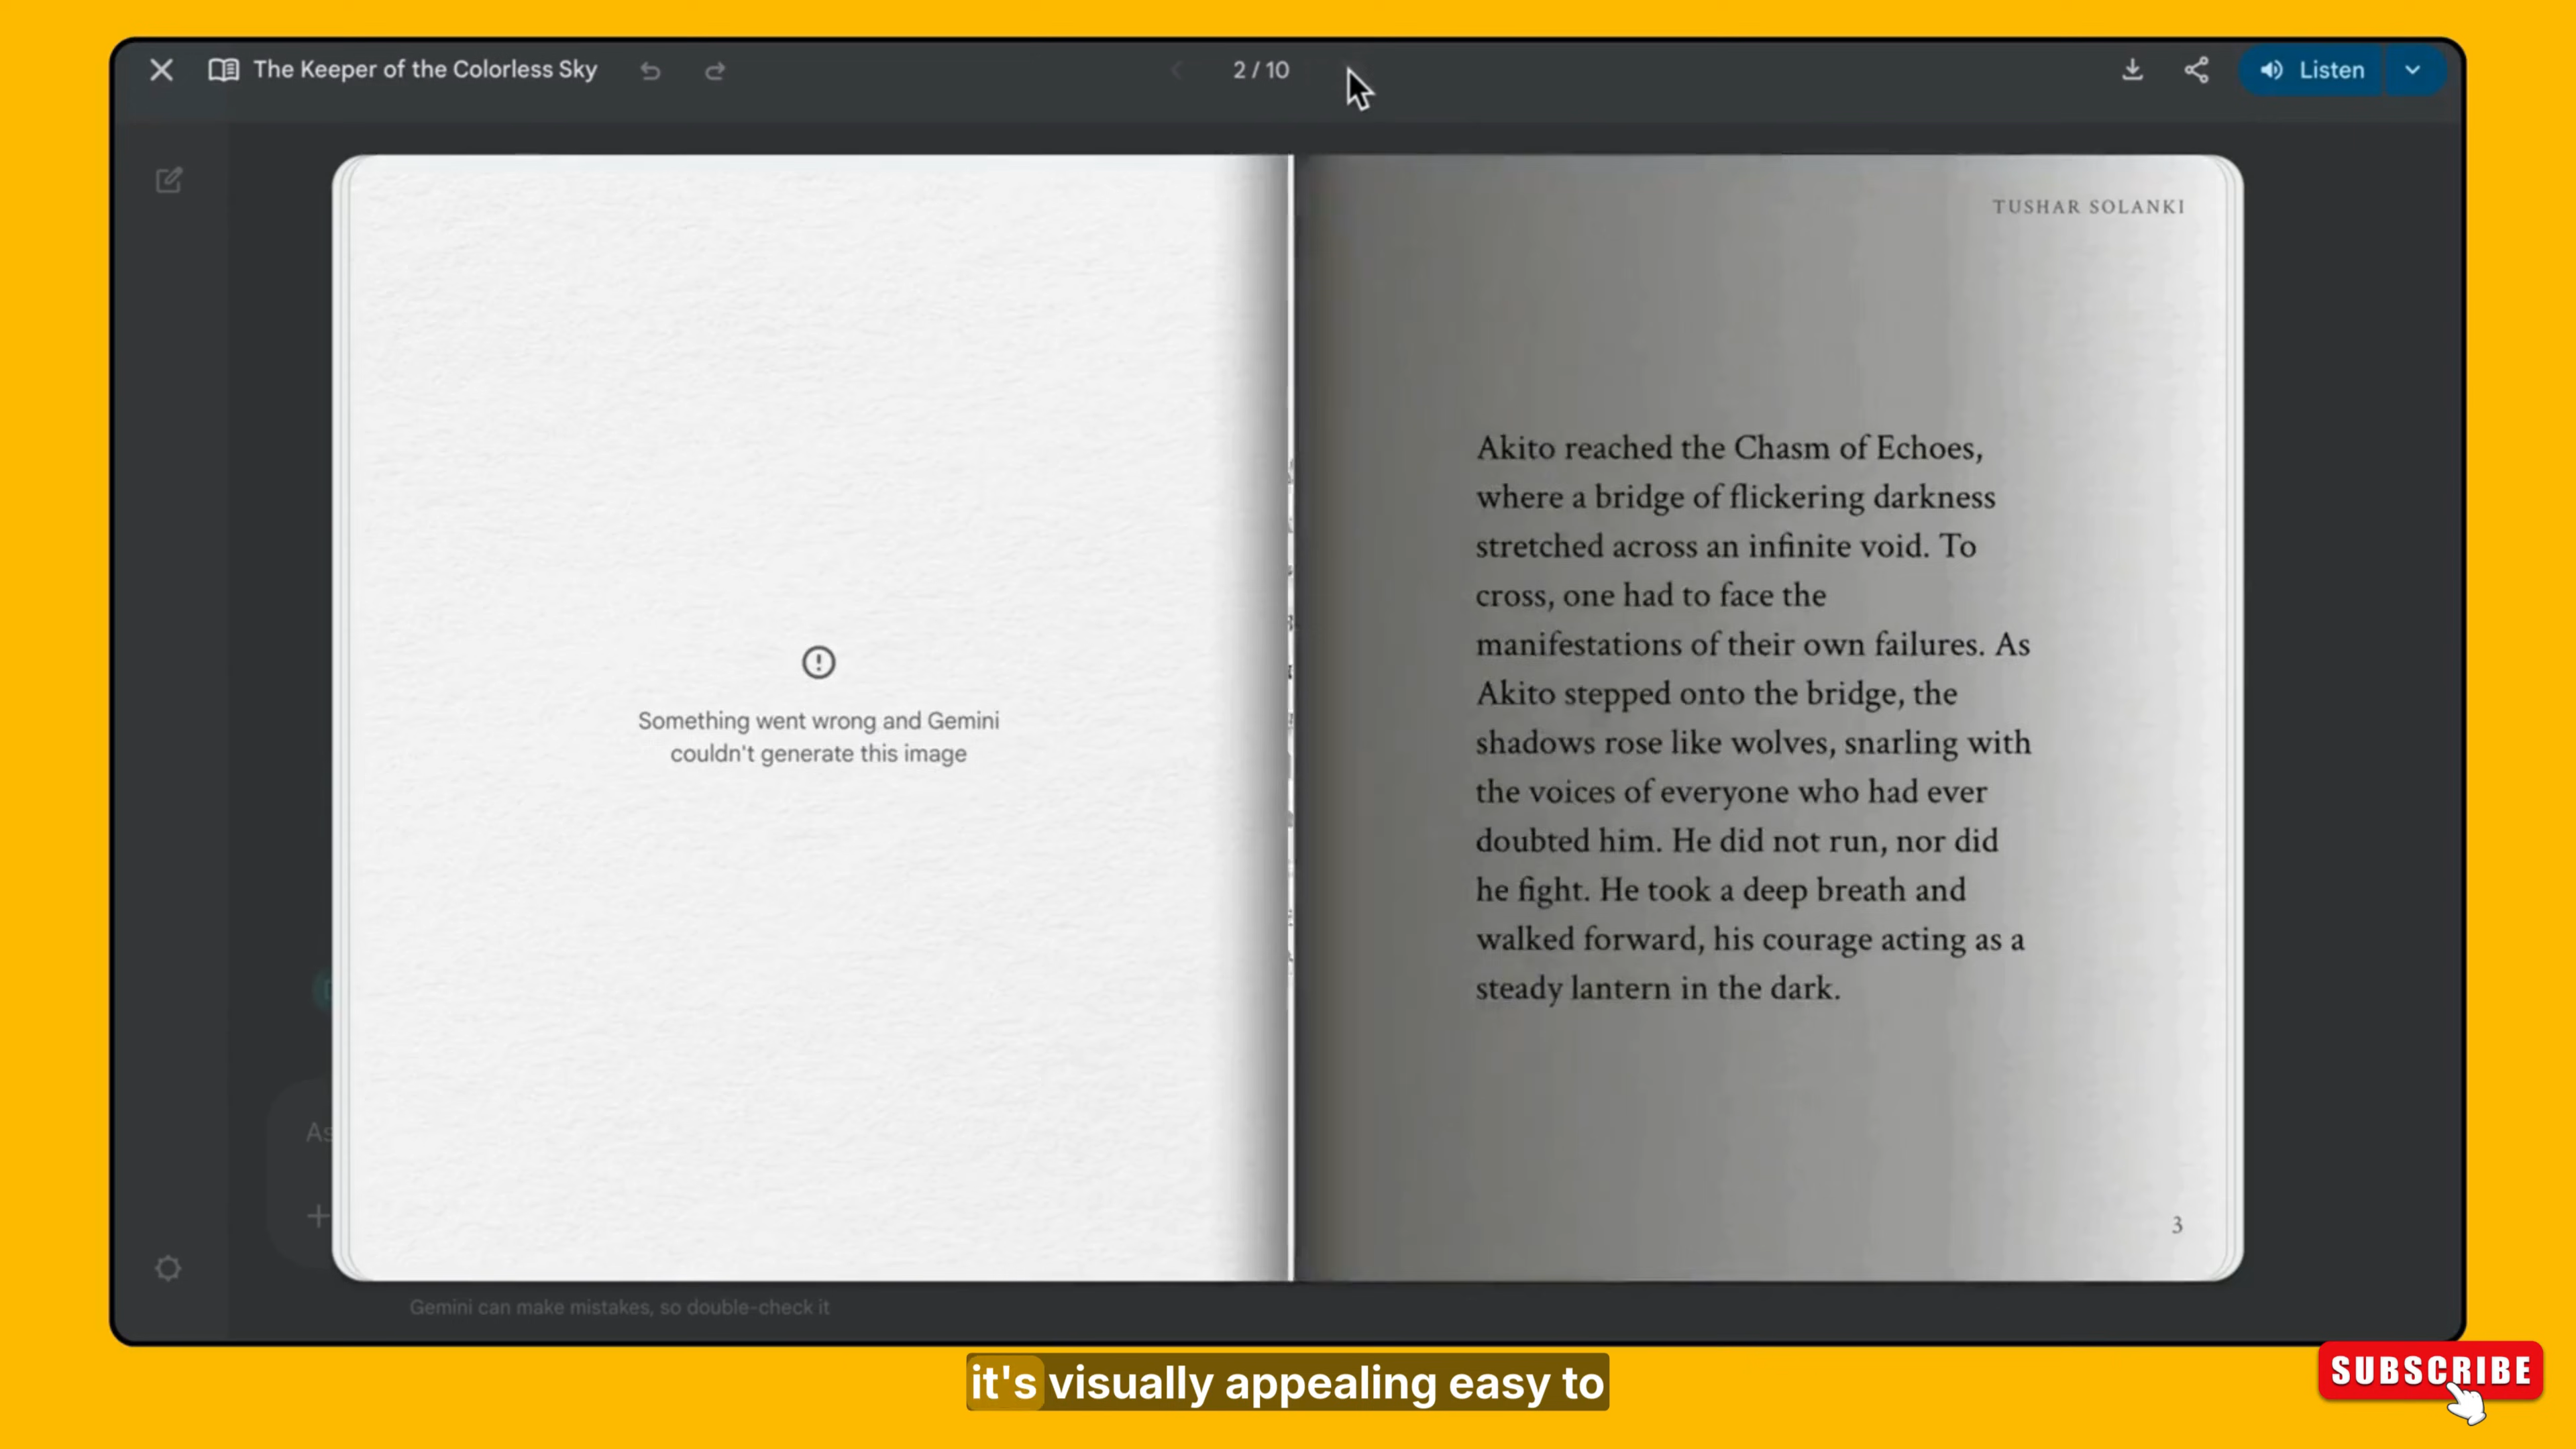 The Keeper of the Colorless Sky
2 / 10
Listen
TUSHAR SOLANKI
Something went wrong and Gemini
couldn't generate this image
Akito reached the Chasm of Echoes,
where a bridge of flickering darkness
stretched across an infinite void. To
cross, one had to face the
manifestations of their own failures. As
Akito stepped onto the bridge, the
shadows rose like wolves, snarling with
the voices of everyone who had ever
doubted him. He did not run, nor did
he fight. He took a deep breath and
walked forward, his courage acting as a
steady lantern in the dark.
As
3
Gemini can make mistakes, so double-check it
it's visually appealing easy to
SUBSCRIBE